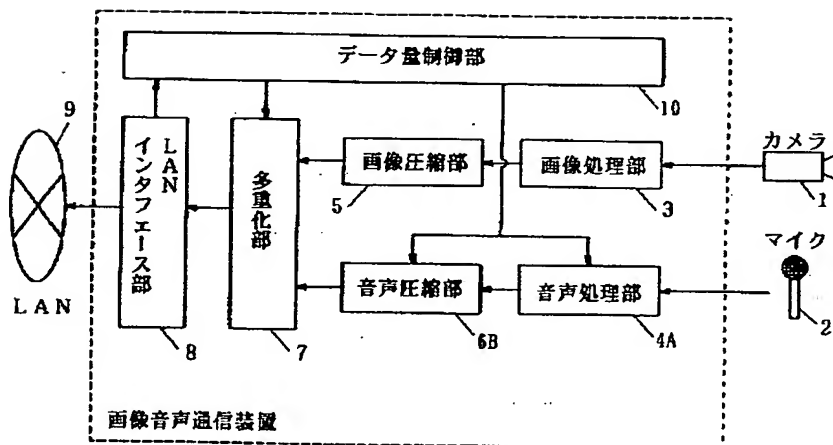 データ量制御部
10
9
LAN
LAN
インタフェース部
8
多重化部
7
画像圧縮部
5
画像処理部
3
カメラ
1
音声圧縮部
6B
音声処理部
4A
マイク
2
画像音声通信装置